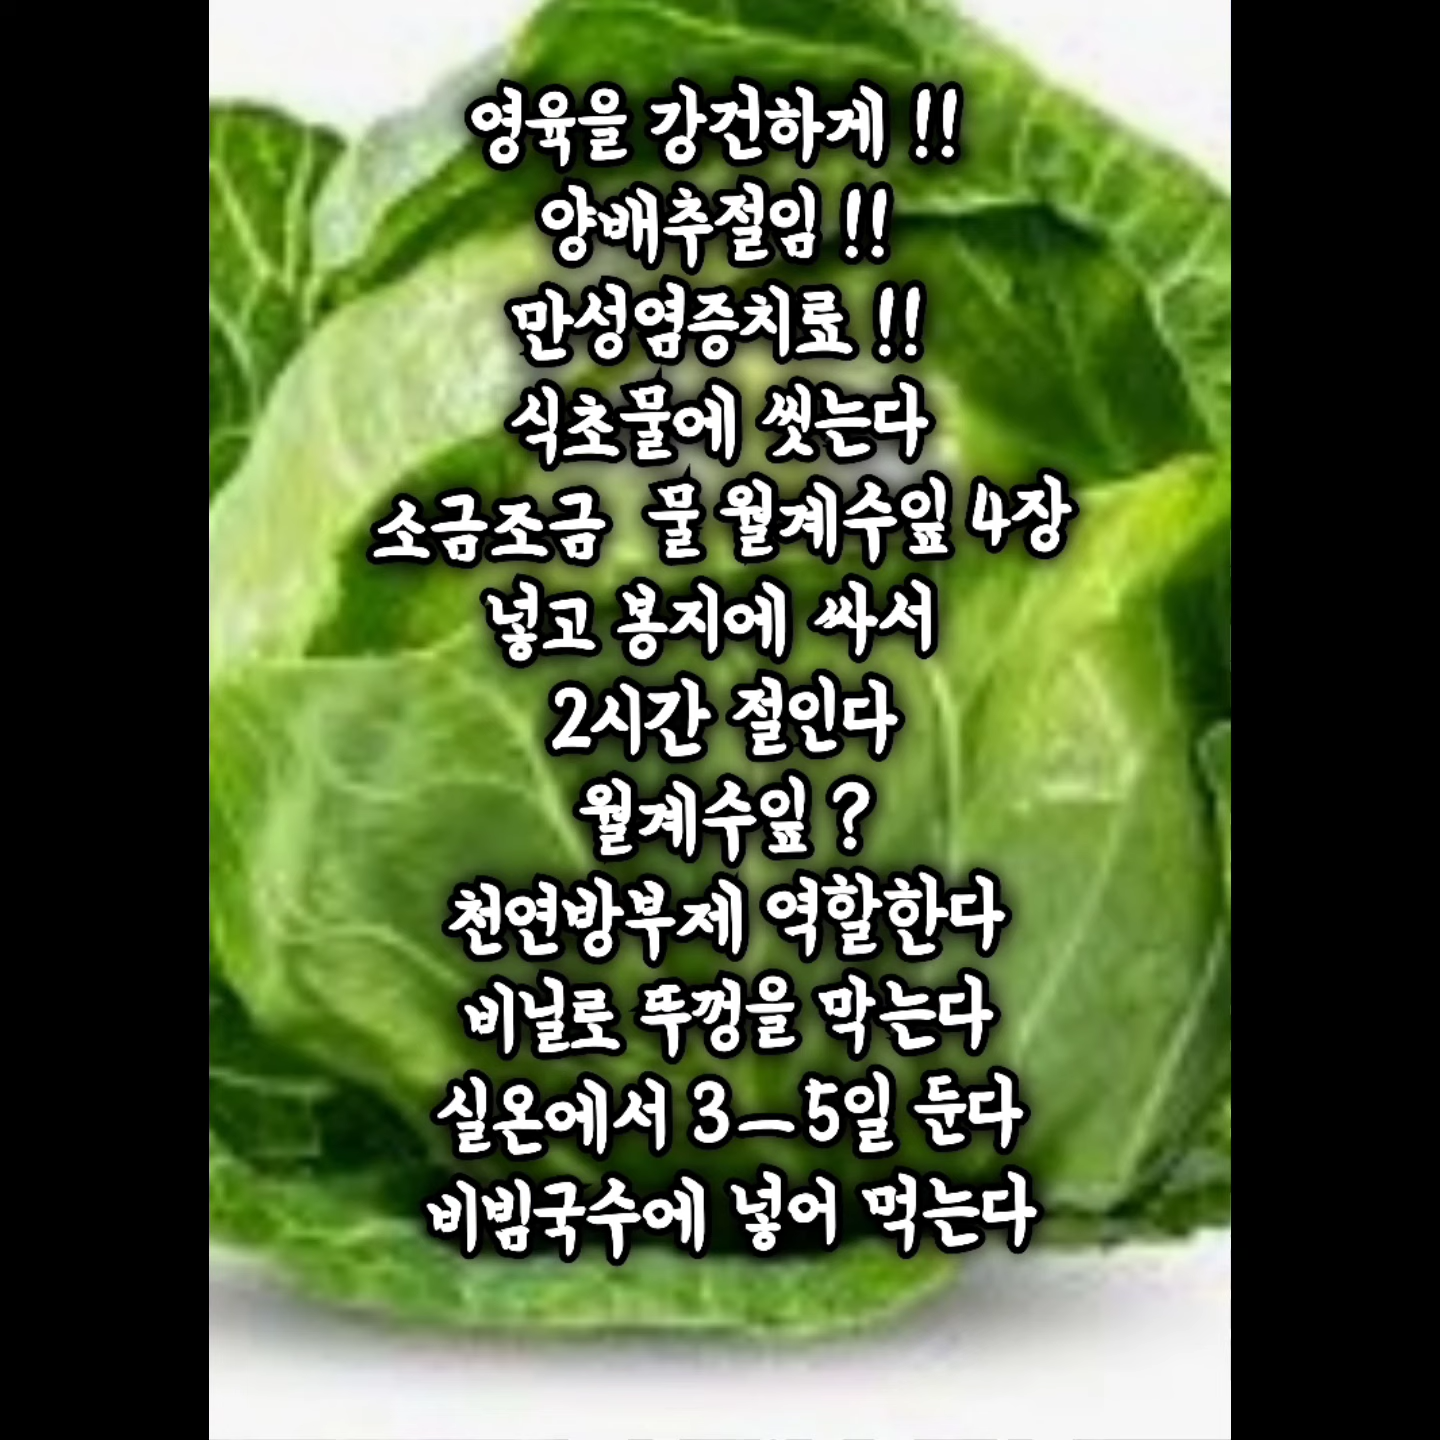 영육을 강건하게 !!
양배추절임 !!
만성염증치료 !!
식초물에 씻는다
소금조금 물 월계수잎 4장
넣고 봉지에 싸서
2시간 절인다
월계수잎 ?
천연방부제 역할한다
비닐로 뚜껑을 막는다
실온에서 3-5일 둔다
비빔국수에 넣어 먹는다